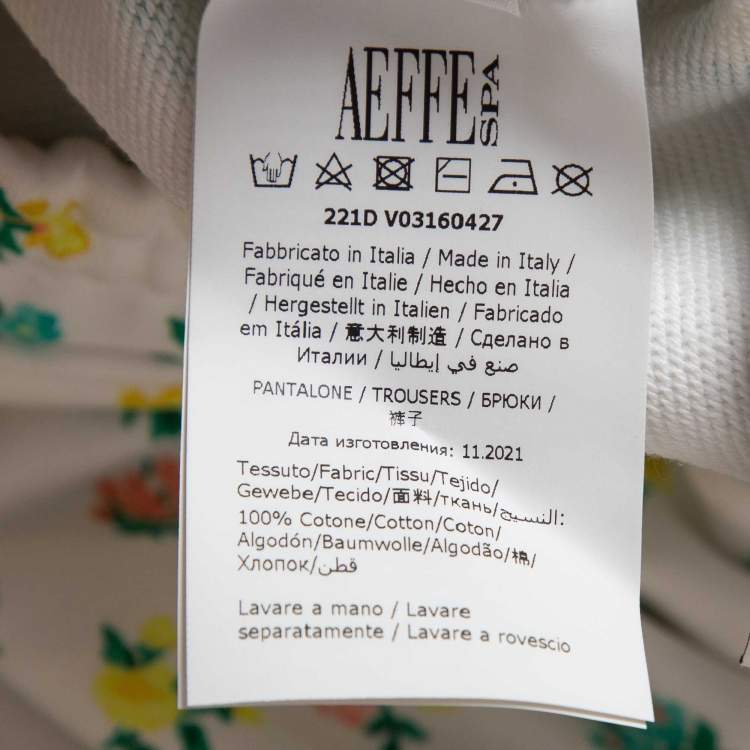 AEFFE SPA
221D V03160427
Fabbricato in Italia / Made in Italy /
Fabriqué en Italie / Hecho en Italia
/ Hergestellt in Italien / Fabricado
em Itália / 意大利制造 / Сделано в
Италии / صنع في إيطاليا
PANTALONE / TROUSERS / БРЮКИ /
裤子
Дата изготовления: 11.2021
Tessuto/Fabric/Tissu/Tejido/
Gewebe/Tecido/面料/ткань/النسيج:
100% Cotone/Cotton/Coton/
Algodón/Baumwolle/Algodão/棉/
Хлопок/قطن
Lavare a mano / Lavare
separatamente / Lavare a rovescio